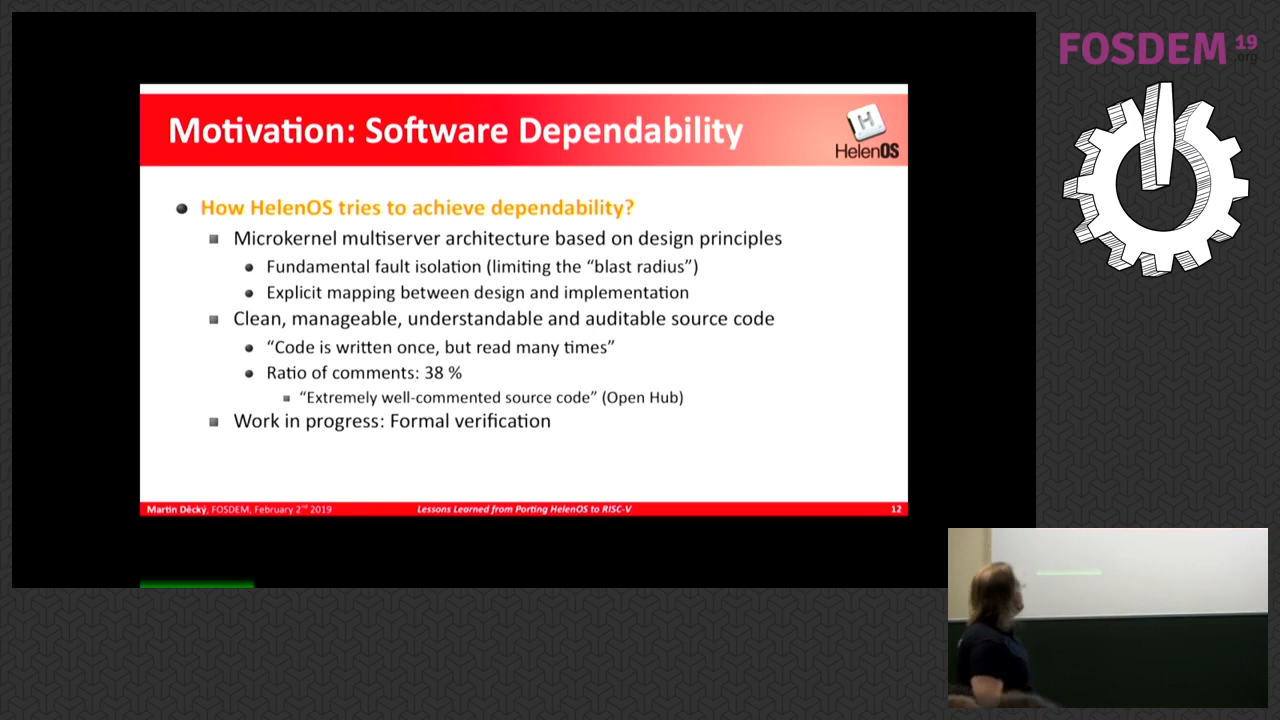 FOSDEM 19
.org
Motivation: Software Dependability
H
HelenOS
How HelenOS tries to achieve dependability?
Microkernel multiserver architecture based on design principles
Fundamental fault isolation (limiting the “blast radius”)
Explicit mapping between design and implementation
Clean, manageable, understandable and auditable source code
“Code is written once, but read many times”
Ratio of comments: 38 %
“Extremely well-commented source code” (Open Hub)
Work in progress: Formal verification
Martin Děcký, FOSDEM, February 2nd 2019
Lessons Learned from Porting HelenOS to RISC-V
12